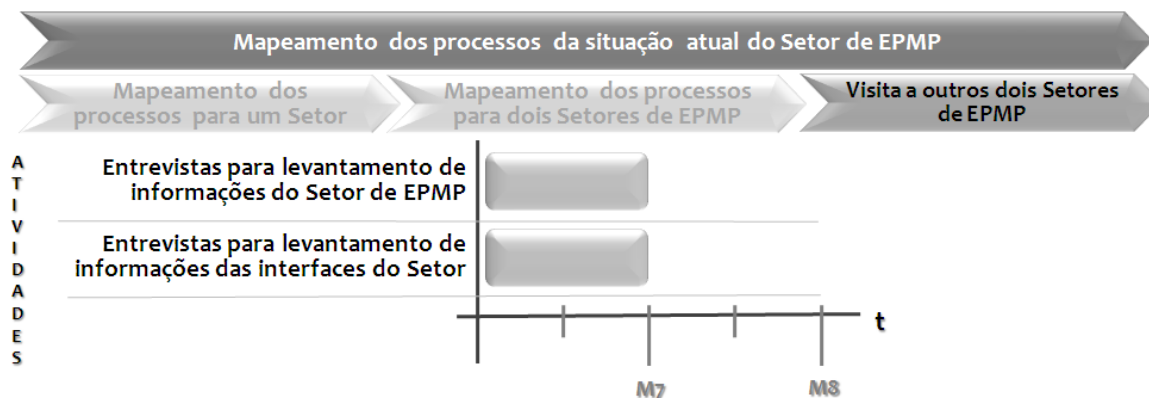 Mapeamento dos processos da situação atual do Setor de EPMP
Mapeamento dos
processos para um Setor
Mapeamento dos processos
para dois Setores de EPMP
Visita a outros dois Setores
de EPMP
ATIVIDADES
Entrevistas para levantamento de
informações do Setor de EPMP
Entrevistas para levantamento de
informações das interfaces do Setor
t
M7
M8